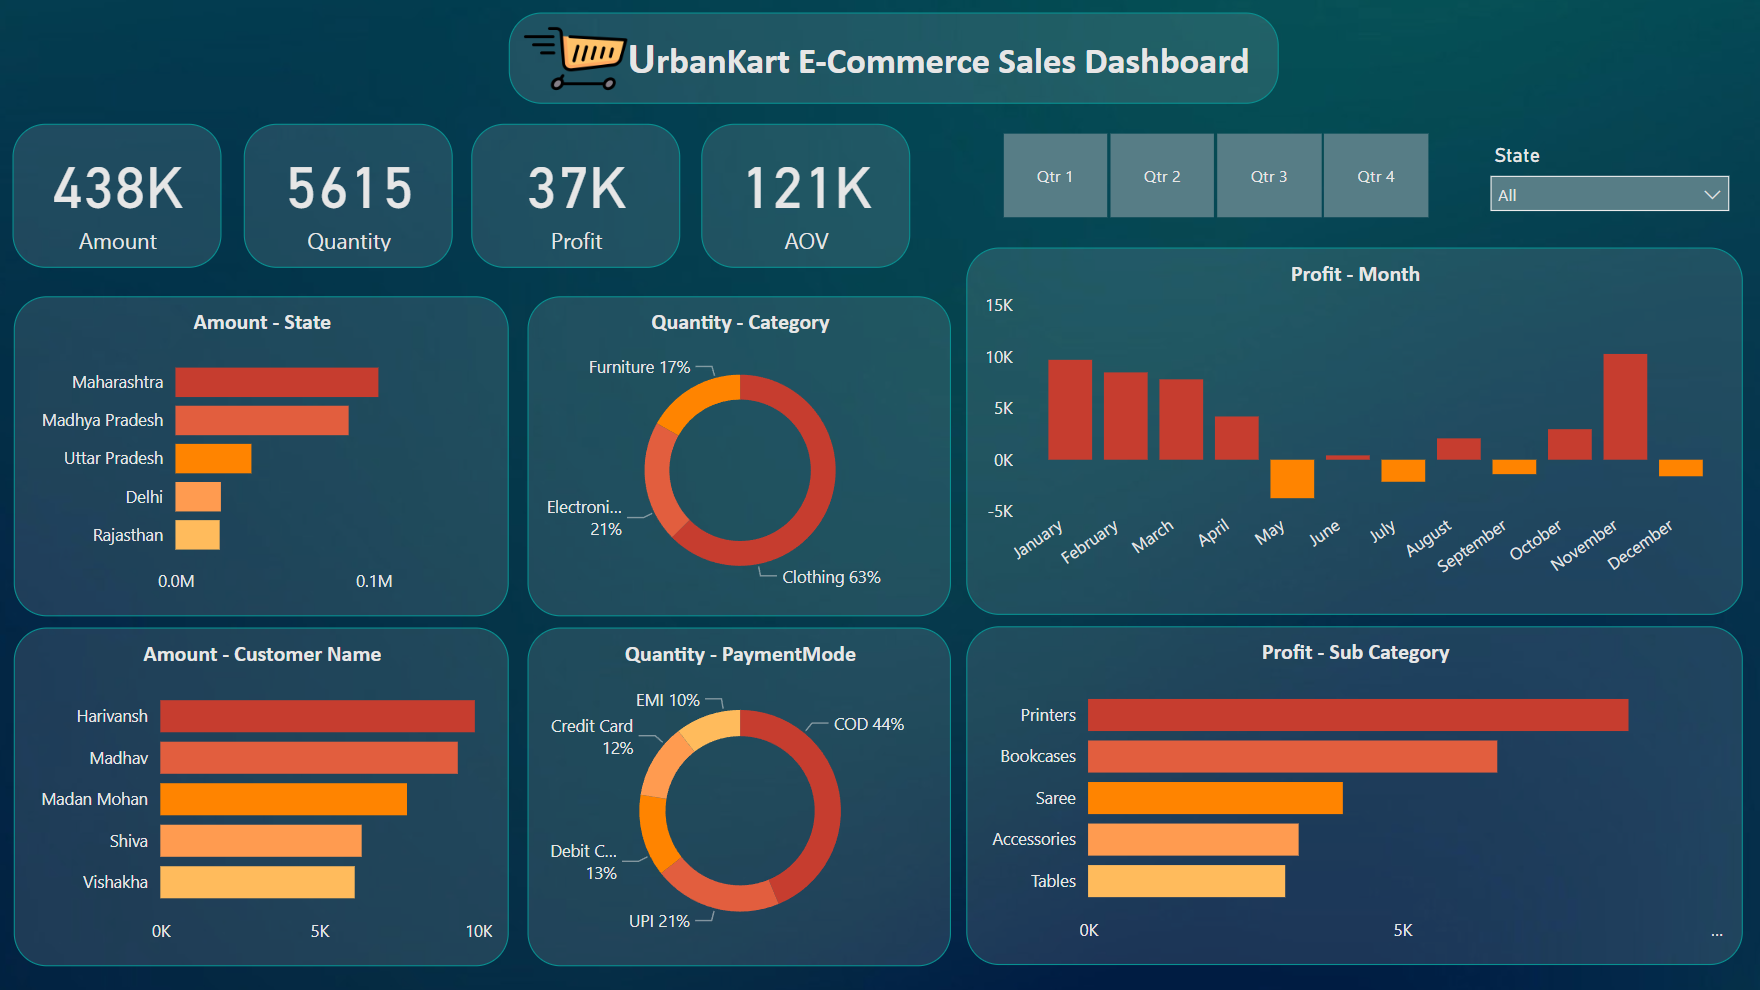 UrbanKart E-Commerce Sales Dashboard
438K
Amount
5615
Quantity
37K
Profit
121K
AOV
Qtr 1
Qtr 2
Qtr 3
Qtr 4
State
All
Amount - State
Maharashtra
Madhya Pradesh
Uttar Pradesh
Delhi
Rajasthan
0.0M
0.1M
Quantity - Category
Furniture 17%
Electroni...
21%
Clothing 63%
Profit - Month
15K
10K
5K
0K
-5K
January
February
March
April
May
June
July
August
September
October
November
December
Amount - Customer Name
Harivansh
Madhav
Madan Mohan
Shiva
Vishakha
0K
5K
10K
Quantity - PaymentMode
EMI 10%
Credit Card
12%
COD 44%
Debit C...
13%
UPI 21%
Profit - Sub Category
Printers
Bookcases
Saree
Accessories
Tables
0K
5K
...